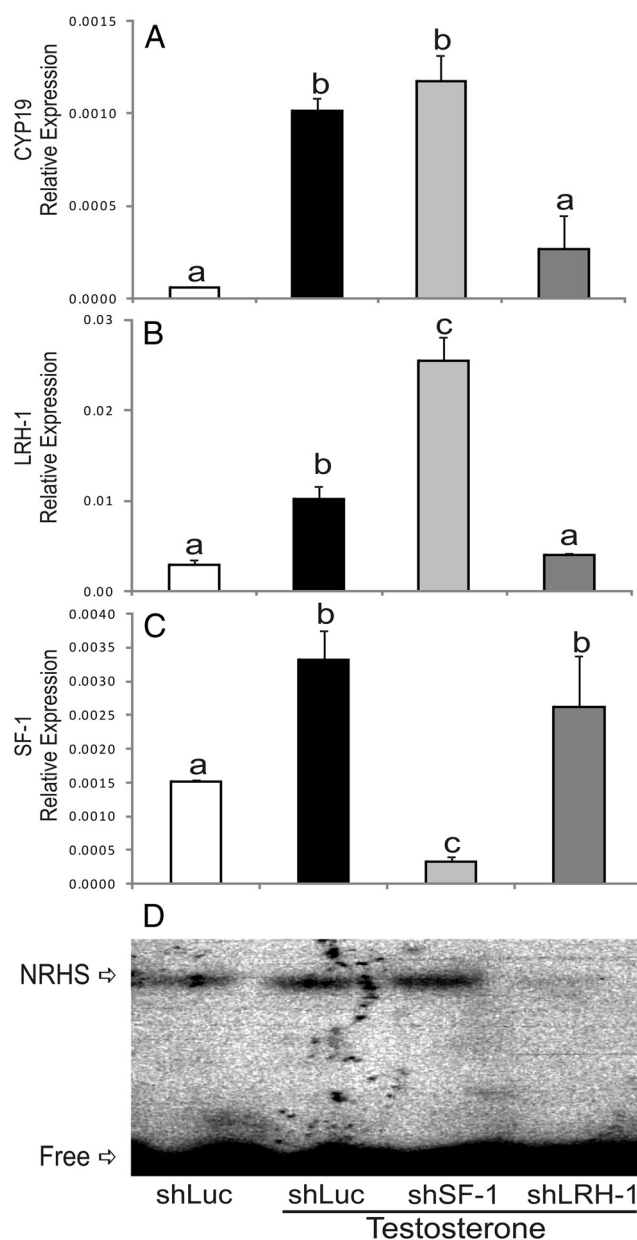 A
CYP19
Relative Expression
0.0015
0.0010
0.0005
0.0000
a
b
b
a
B
LRH-1
Relative Expression
0.03
0.02
0.01
0.00
a
b
c
a
C
SF-1
Relative Expression
0.0040
0.0035
0.0030
0.0025
0.0020
0.0015
0.0010
0.0005
0.0000
a
b
c
b
D
NRHS ⇨
Free ⇨
shLuc shLuc shSF-1 shLRH-1
Testosterone